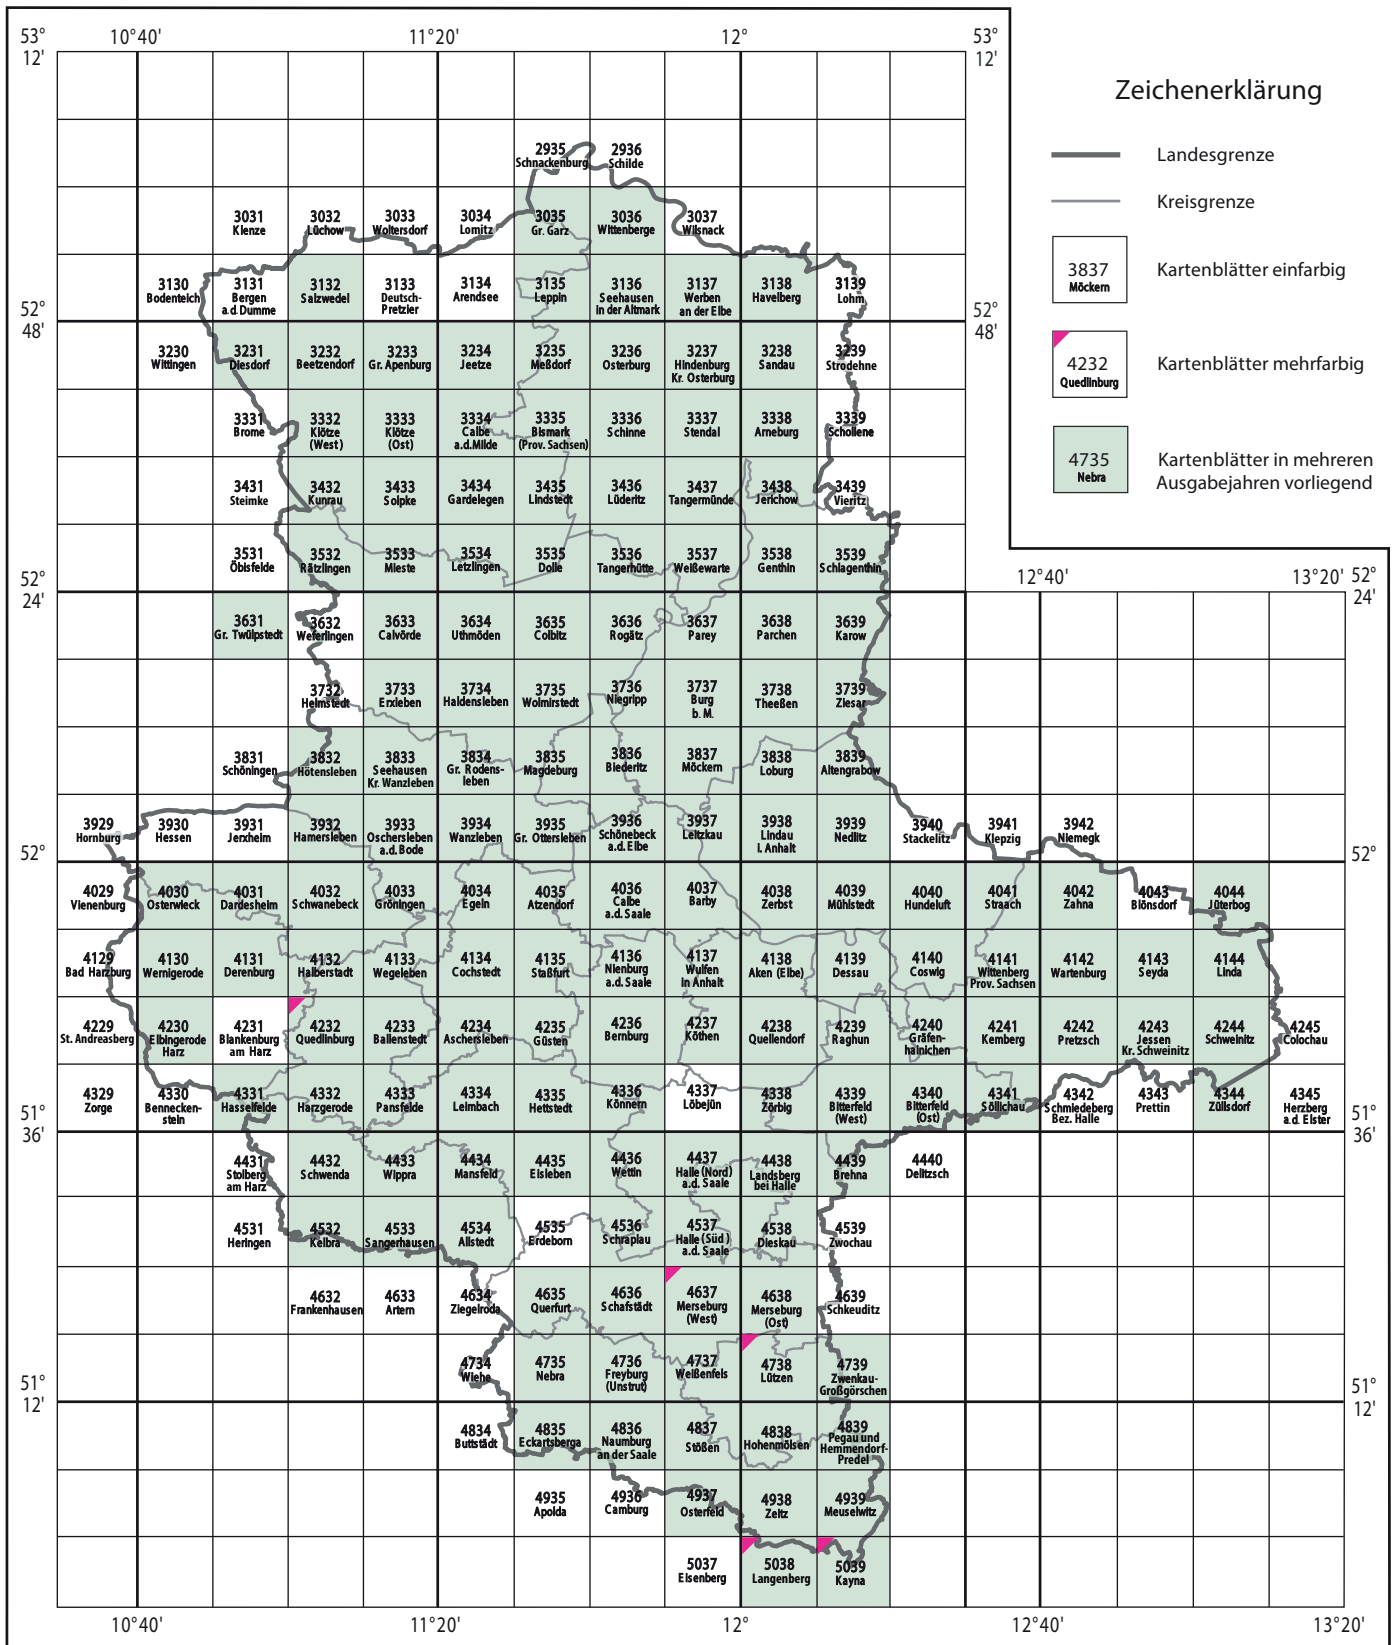 53°
12'
10°40'
11°20'
12°
53°
12'
Zeichenerklärung
Landesgrenze
Kreisgrenze
3837
Möckern
Kartenblätter einfarbig
4232
Quedlinburg
Kartenblätter mehrfarbig
4735
Nebra
Kartenblätter in mehreren
Ausgabejahren vorliegend
2935
Schnackenburg
2936
Schilde
3031
Klenze
3032
Lüchow
3033
Woltersdorf
3034
Lomitz
3035
Gr. Garz
3036
Wittenberge
3037
Wilsnack
3130
Bodenteich
3131
Bergen
a.d.Dumme
3132
Salzwedel
3133
Deutsch-
Pretzier
3134
Arendsee
3135
Leppin
3136
Seehausen
in der Altmark
3137
Werben
an der Elbe
3138
Havelberg
3139
Lohm
52°
48'
52°
48'
3230
Wittingen
3231
Diesdorf
3232
Beetzendorf
3233
Gr. Apenburg
3234
Jeetze
3235
Meßdorf
3236
Osterburg
3237
Hindenburg
Kr. Osterburg
3238
Sandau
3239
Strodehne
3331
Brome
3332
Klötze
(West)
3333
Klötze
(Ost)
3334
Calbe
a.d.Milde
3335
Bismark
(Prov. Sachsen)
3336
Schinne
3337
Stendal
3338
Arneburg
3339
Schollene
3431
Steimke
3432
Kunrau
3433
Solpke
3434
Gardelegen
3435
Lindstedt
3436
Lüderitz
3437
Tangermünde
3438
Jerichow
3439
Vieritz
3531
Öbisfelde
3532
Rätzlingen
3533
Mieste
3534
Letzlingen
3535
Dolle
3536
Tangerhütte
3537
Weißewarte
3538
Genthin
3539
Schlagenthin
52°
24'
12°40'
13°20'
52°
24'
3631
Gr. Twülpstedt
3632
Weferlingen
3633
Calvörde
3634
Uthmöden
3635
Colbitz
3636
Rogätz
3637
Parey
3638
Parchen
3639
Karow
3732
Helmstedt
3733
Erxleben
3734
Haldensleben
3735
Wolmirstedt
3736
Niegripp
3737
Burg
b. M.
3738
Theeßen
3739
Ziesar
3831
Schöningen
3832
Hötensleben
3833
Seehausen
Kr. Wanzleben
3834
Gr. Rodens-
leben
3835
Magdeburg
3836
Biederitz
3837
Möckern
3838
Loburg
3839
Altengrabow
3929
Hornburg
3930
Hessen
3931
Jerxheim
3932
Hamersleben
3933
Oschersleben
a.d. Bode
3934
Wanzleben
3935
Gr. Ottersleben
3936
Schönebeck
a.d.Elbe
3937
Leitzkau
3938
Lindau
i. Anhalt
3939
Nedlitz
3940
Stackelitz
3941
Klepzig
3942
Niemegk
52°
52°
4029
Vienenburg
4030
Osterwieck
4031
Dardesheim
4032
Schwanebeck
4033
Gröningen
4034
Egeln
4035
Atzendorf
4036
Calbe
a.d. Saale
4037
Barby
4038
Zerbst
4039
Mühlstedt
4040
Hundeluft
4041
Straach
4042
Zahna
4043
Blönsdorf
4044
Jüterbog
4129
Bad Harzburg
4130
Wernigerode
4131
Derenburg
4132
Halberstadt
4133
Wegeleben
4134
Cochstedt
4135
Staßfurt
4136
Nienburg
a.d. Saale
4137
Wulfen
in Anhalt
4138
Aken (Elbe)
4139
Dessau
4140
Coswig
4141
Wittenberg
Prov. Sachsen
4142
Wartenburg
4143
Seyda
4144
Linda
4229
St. Andreasberg
4230
Elbingerode
Harz
4231
Blankenburg
am Harz
4232
Quedlinburg
4233
Ballenstedt
4234
Aschersleben
4235
Güsten
4236
Bernburg
4237
Köthen
4238
Quellendorf
4239
Raghun
4240
Gräfen-
hainichen
4241
Kemberg
4242
Pretzsch
4243
Jessen
Kr. Schweinitz
4244
Schweinitz
4245
Colochau
4329
Zorge
4330
Bennecken-
stein
4331
Hasselfelde
4332
Harzgerode
4333
Pansfelde
4334
Leimbach
4335
Hettstedt
4336
Könnern
4337
Löbejün
4338
Zörbig
4339
Bitterfeld
(West)
4340
Bitterfeld
(Ost)
4341
Söllichau
4342
Schmiedeberg
Bez. Halle
4343
Prettin
4344
Züllsdorf
4345
Herzberg
a.d. Elster
51°
36'
51°
36'
4431
Stolberg
am Harz
4432
Schwenda
4433
Wippra
4434
Mansfeld
4435
Eisleben
4436
Wettin
4437
Halle (Nord)
a.d. Saale
4438
Landsberg
bei Halle
4439
Brehna
4440
Delitzsch
4531
Heringen
4532
Kelbra
4533
Sangerhausen
4534
Allstedt
4535
Erdeborn
4536
Schraplau
4537
Halle (Süd)
a.d. Saale
4538
Dieskau
4539
Zwochau
4632
Frankenhausen
4633
Artern
4634
Ziegelroda
4635
Querfurt
4636
Schafstädt
4637
Merseburg
(West)
4638
Merseburg
(Ost)
4639
Schkeuditz
4734
Wiehe
4735
Nebra
4736
Freyburg
(Unstrut)
4737
Weißenfels
4738
Lützen
4739
Zwenkau-
Großgörschen
51°
12'
51°
12'
4834
Buttstädt
4835
Eckartsberga
4836
Naumburg
an der Saale
4837
Stößen
4838
Hohenmölsen
4839
Pegau und
Hemmendorf-
Predel
4935
Apolda
4936
Camburg
4937
Osterfeld
4938
Zeitz
4939
Meuselwitz
5037
Eisenberg
5038
Langenberg
5039
Kayna
10°40'
11°20'
12°
12°40'
13°20'